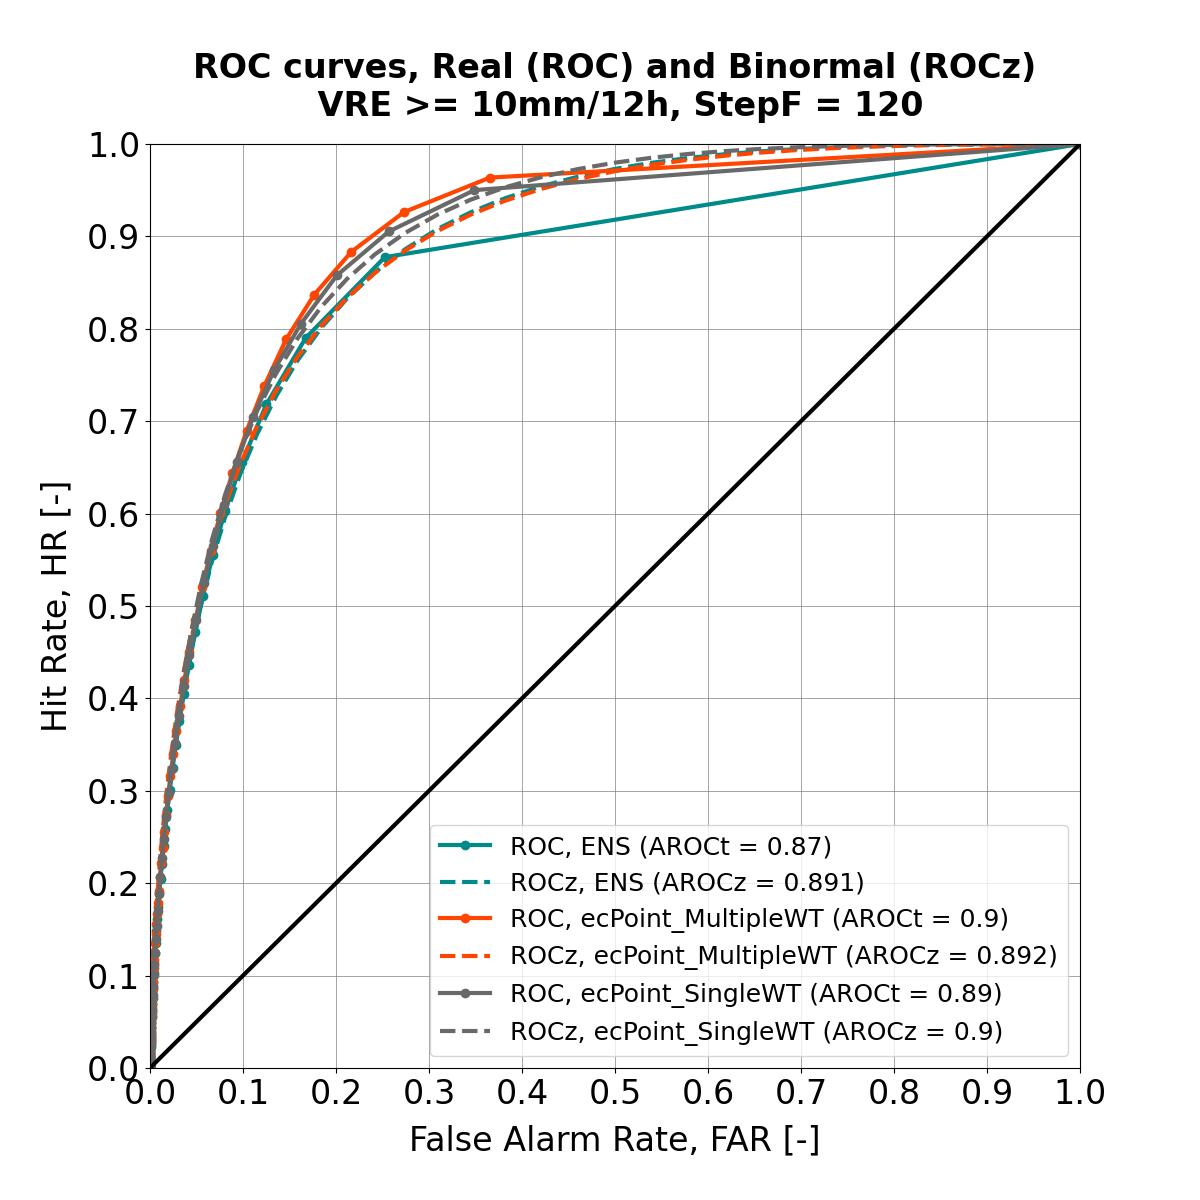 ROC curves, Real (ROC) and Binormal (ROCz)
VRE >= 10mm/12h, StepF = 120
1.0
0.9
0.8
0.7
0.6
0.5
0.4
0.3
0.2
0.1
0.0
Hit Rate, HR [-]
ROC, ENS (AROCt = 0.87)
ROCz, ENS (AROCz = 0.891)
ROC, ecPoint_MultipleWT (AROCt = 0.9)
ROCz, ecPoint_MultipleWT (AROCz = 0.892)
ROC, ecPoint_SingleWT (AROCt = 0.89)
ROCz, ecPoint_SingleWT (AROCz = 0.9)
0.0 0.1 0.2 0.3 0.4 0.5 0.6 0.7 0.8 0.9 1.0
False Alarm Rate, FAR [-]